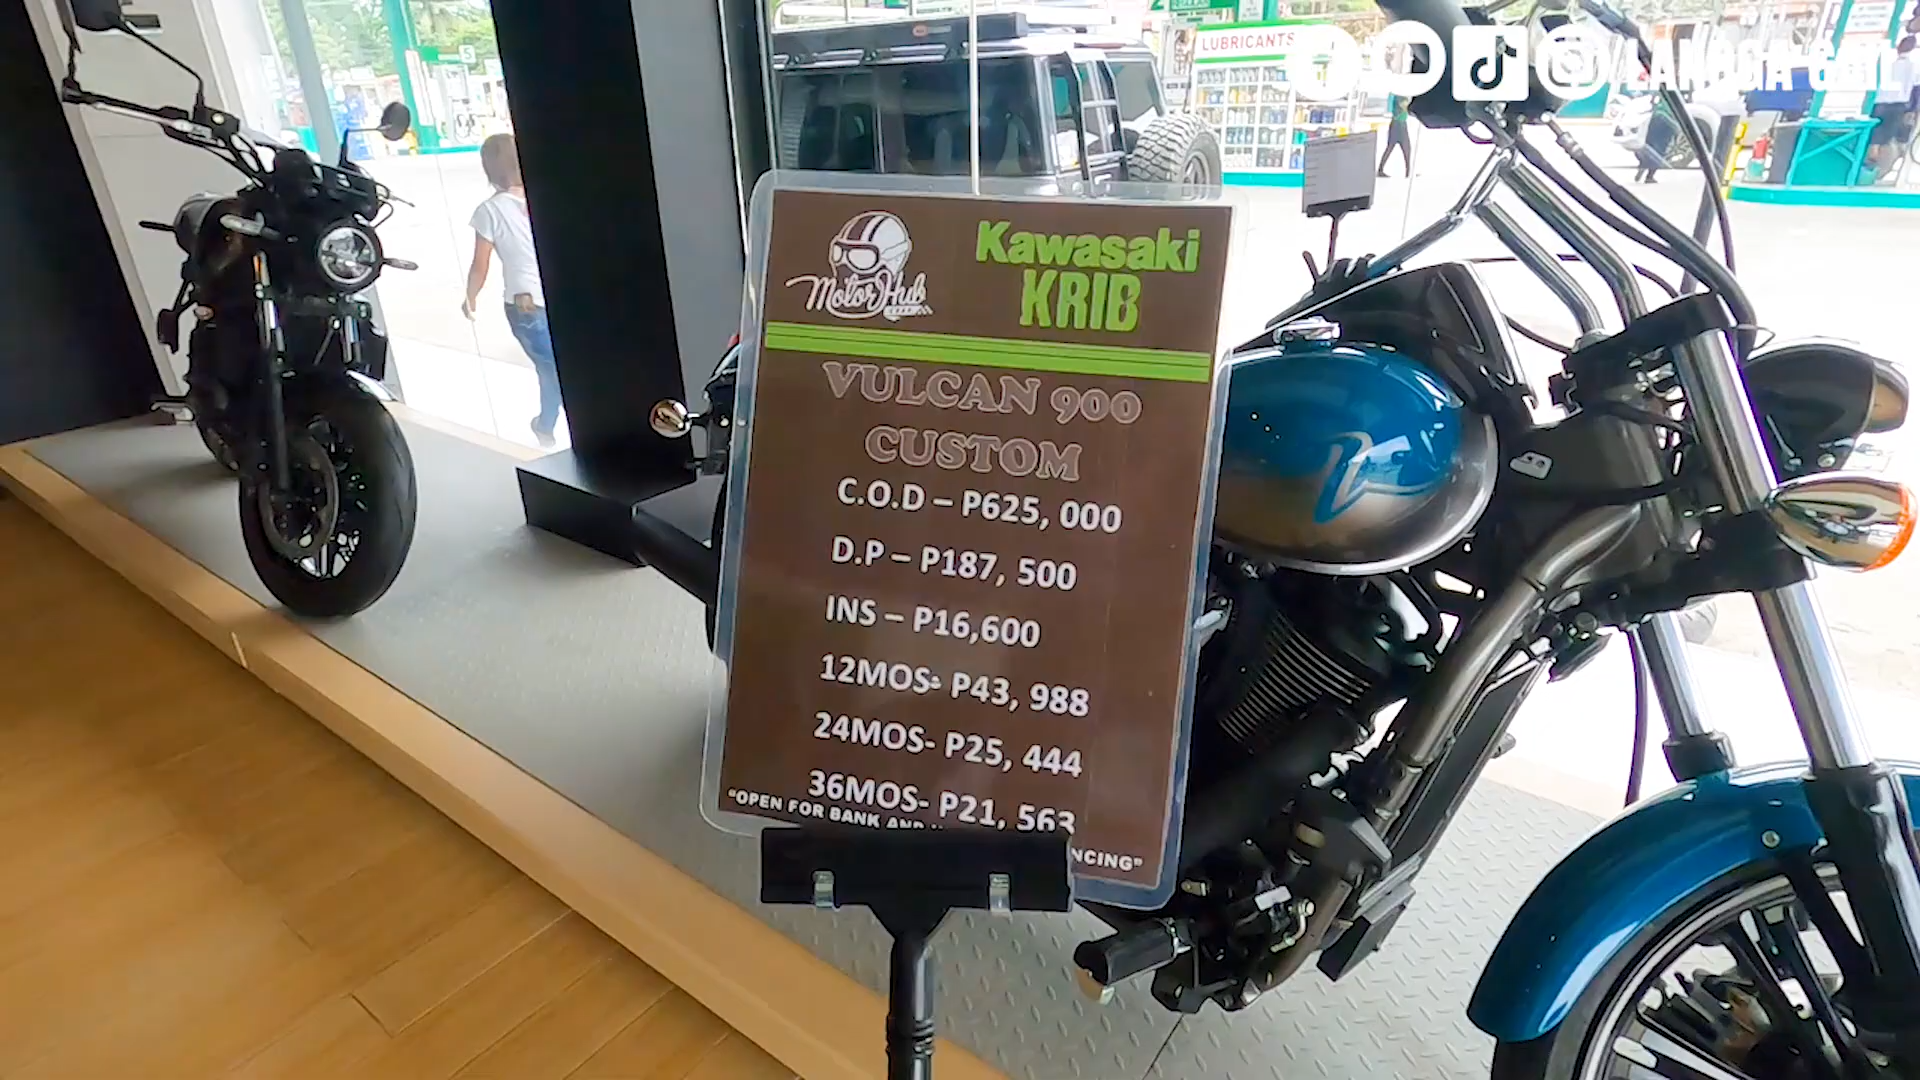 LUBRICANTS
MotorHub
Kawasaki
KRIB
VULCAN 900
CUSTOM
C.O.D – P625, 000
D.P – P187, 500
INS – P16,600
12MOS- P43, 988
24MOS- P25, 444
36MOS- P21, 563
"OPEN FOR BANK AND
NCING"